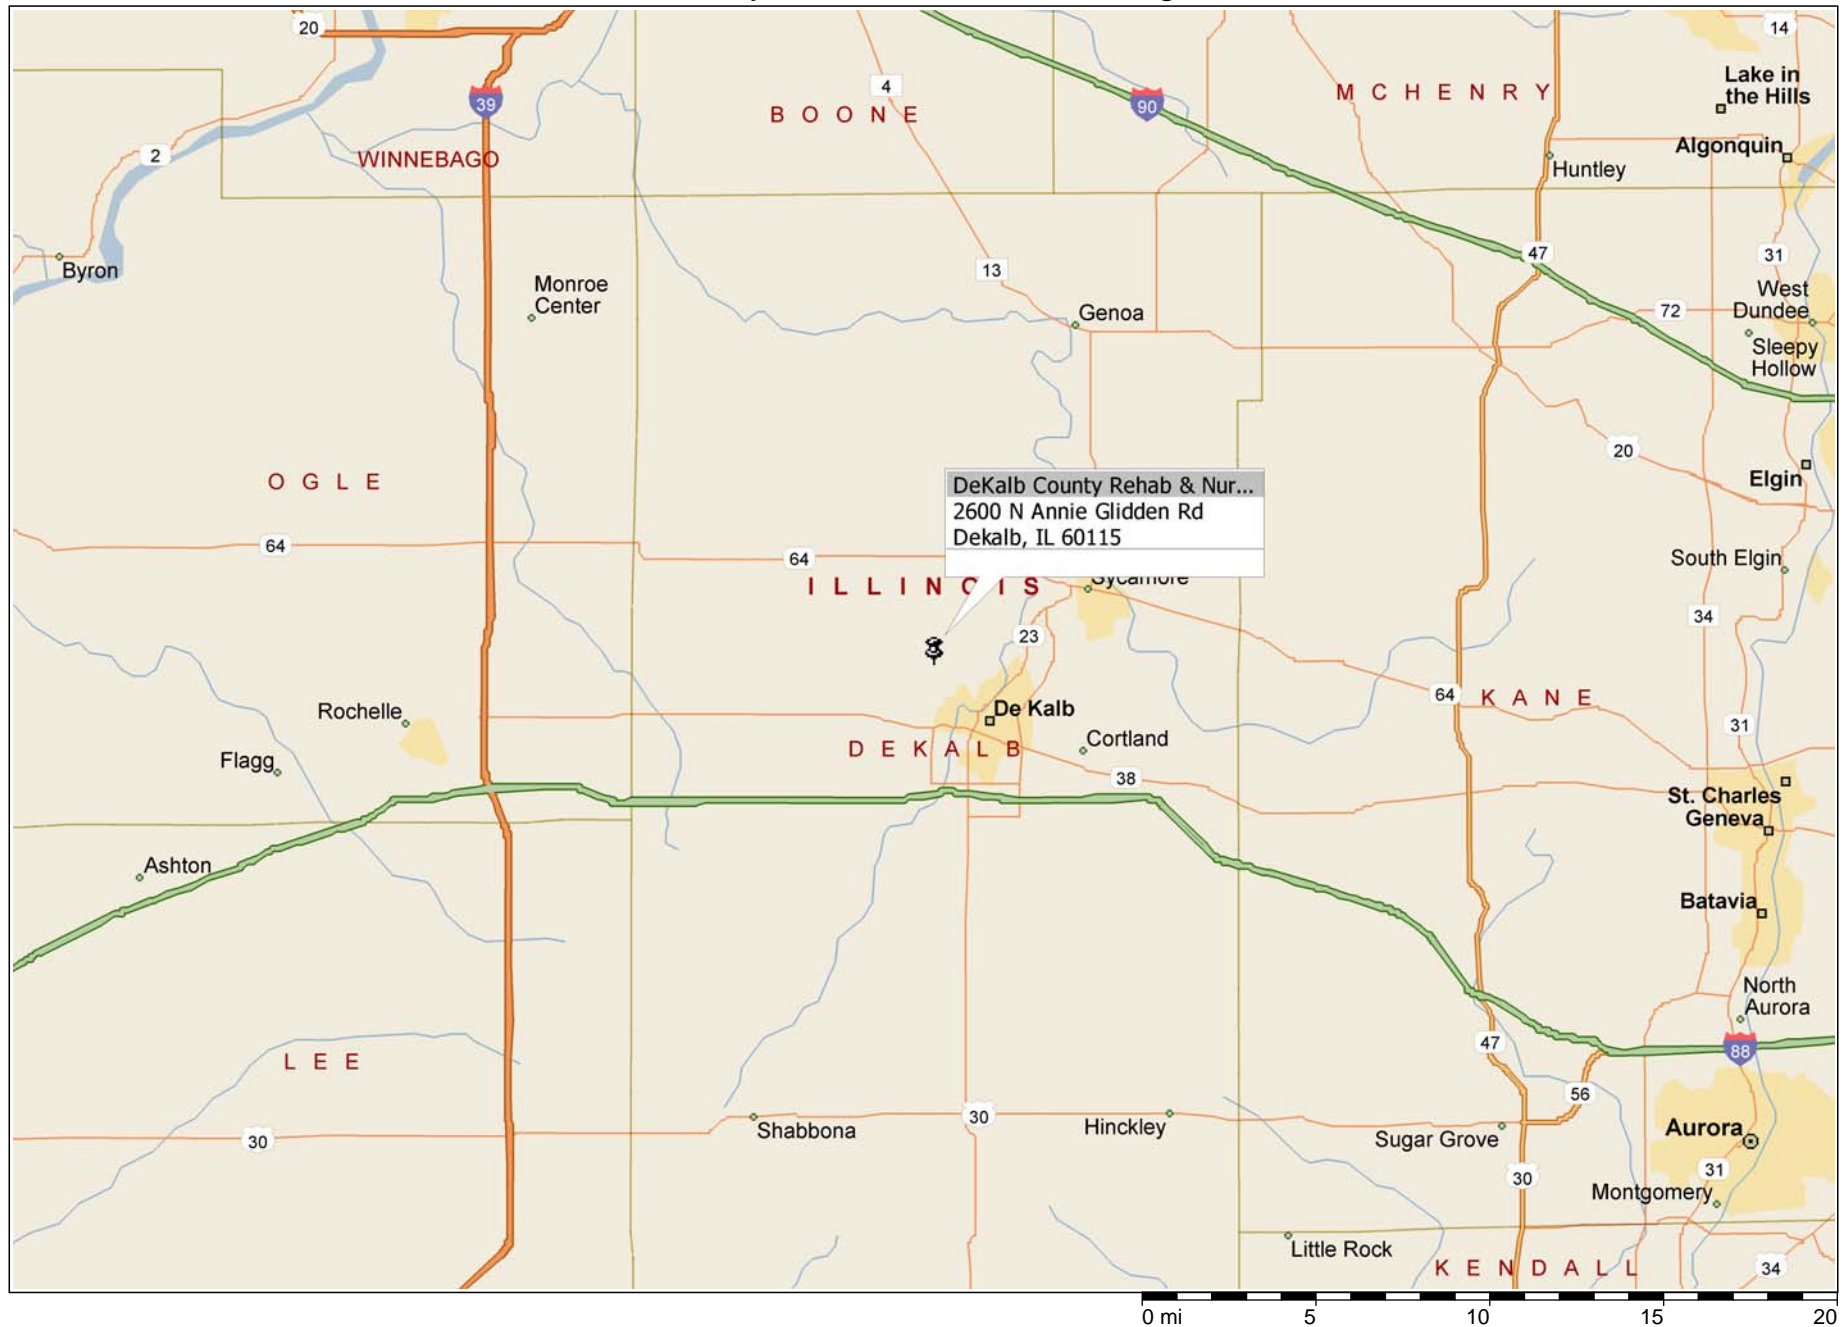 20
14
Lake in
the Hills
39
4
90
MCHENRY
BOONE
Algonquin
2
WINNEBAGO
Huntley
47
31
Byron
13
Monroe
Center
West
Dundee
72
Genoa
Sleepy
Hollow
20
OGLE
Elgin
DeKalb County Rehab & Nur...
2600 N Annie Glidden Rd
Dekalb, IL 60115
64
64
South Elgin
ILLINOIS
Sycamore
34
23
64
KANE
Rochelle
De Kalb
31
DEKALB
Cortland
Flagg
38
St. Charles
Geneva
Ashton
Batavia
North
Aurora
47
88
LEE
56
30
Shabbona
30
Hinckley
Sugar Grove
Aurora
30
31
Montgomery
Little Rock
KENDALL
34
0 mi 5 10 15 20